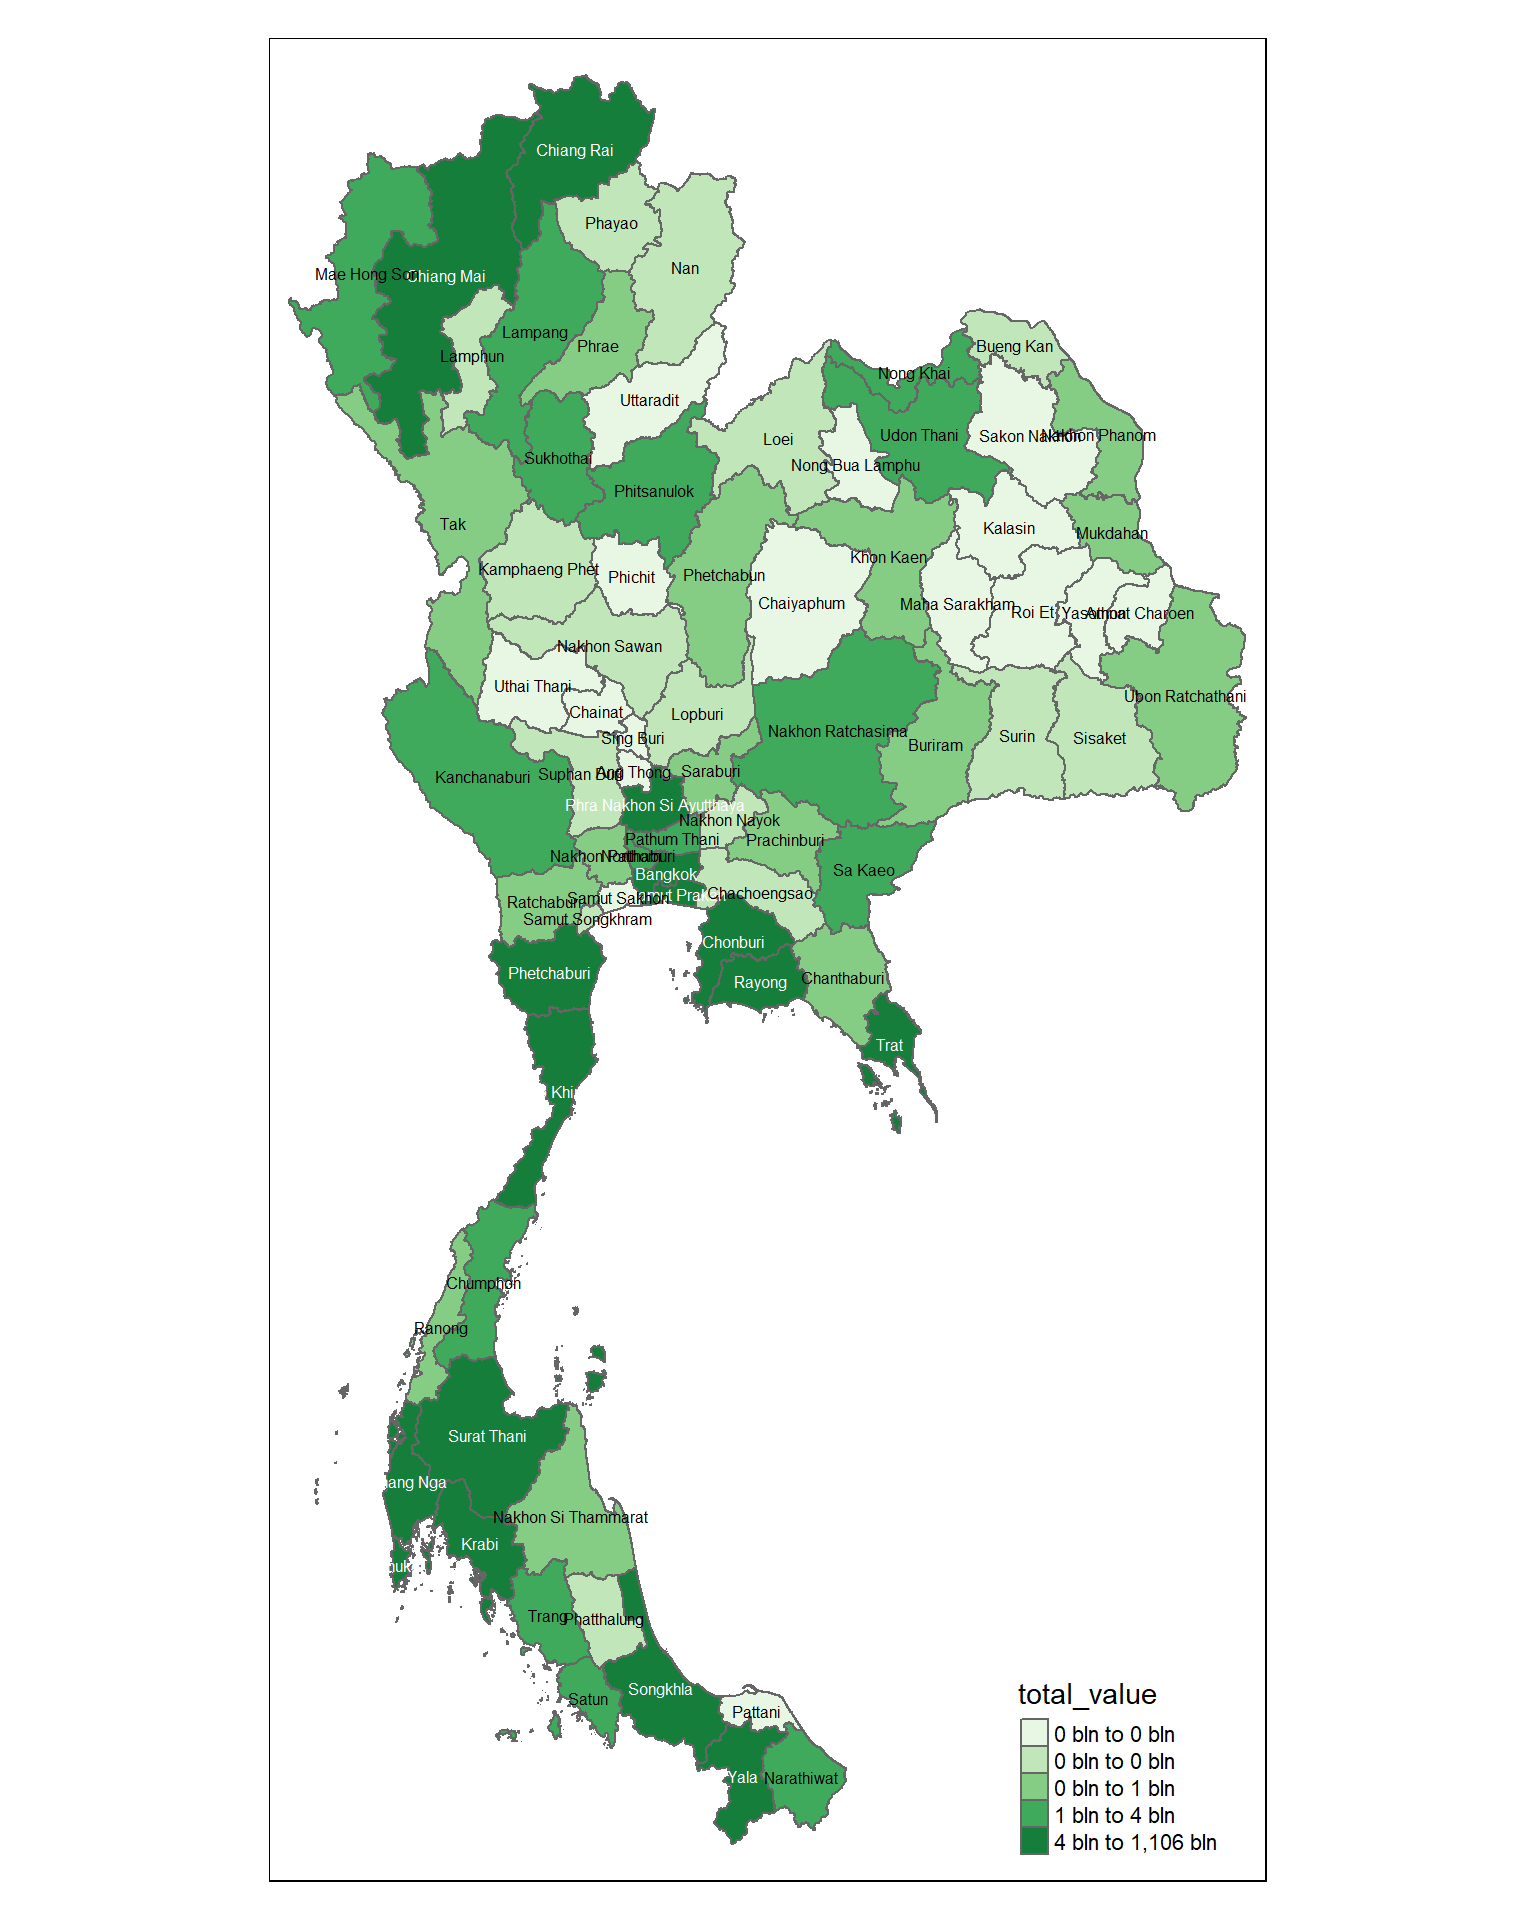 Chiang Rai
Phayao
Nan
Mae Hong Son
Chiang Mai
Lampang
Phrae
Lamphun
Bueng Kan
Nong Khai
Uttaradit
Loei
Udon Thani
Sakon Nakhon
Nakhon Phanom
Sukhothai
Nong Bua Lamphu
Phitsanulok
Tak
Kalasin
Mukdahan
Khon Kaen
Kamphaeng Phet
Phichit
Phetchabun
Chaiyaphum
Maha Sarakham
Roi Et
Yasothon
Amnat Charoen
Nakhon Sawan
Uthai Thani
Ubon Ratchathani
Chainat
Lopburi
Nakhon Ratchasima
Sing Buri
Buriram
Surin
Sisaket
Kanchanaburi
Suphan Buri
Ang Thong
Saraburi
Phra Nakhon Si Ayutthaya
Nakhon Nayok
Pathum Thani
Prachinburi
Nakhon Pathom
Nonthaburi
Bangkok
Sa Kaeo
Chachoengsao
amut Prak
Ratchaburi
Samut Sakhon
Samut Songkhram
Chonburi
Phetchaburi
Rayong
Chanthaburi
Trat
Khi
Chumphon
Ranong
Surat Thani
ang Nga
Nakhon Si Thammarat
Krabi
huk
Trang
Phatthalung
Songkhla
Satun
Pattani
Yala
Narathiwat
total_value
0 bln to 0 bln
0 bln to 0 bln
0 bln to 1 bln
1 bln to 4 bln
4 bln to 1,106 bln